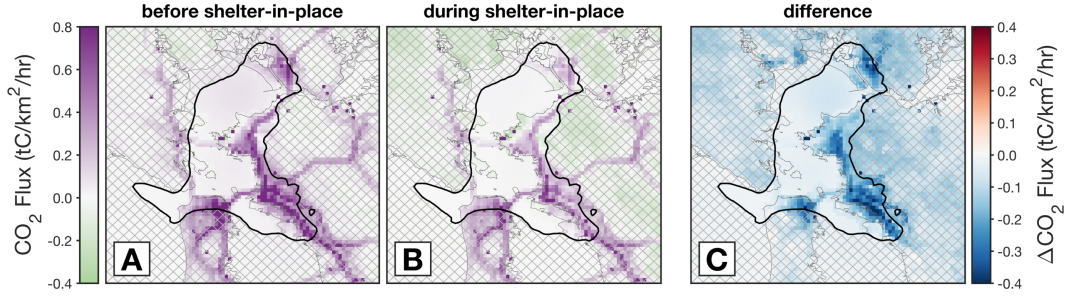 before shelter-in-place
during shelter-in-place
difference
CO2 Flux (tC/km²/hr)
0.8
0.6
0.4
0.2
0.0
-0.2
-0.4
A
B
C
0.4
0.3
0.2
0.1
0.0
-0.1
-0.2
-0.3
-0.4
ΔCO2 Flux (tC/km²/hr)